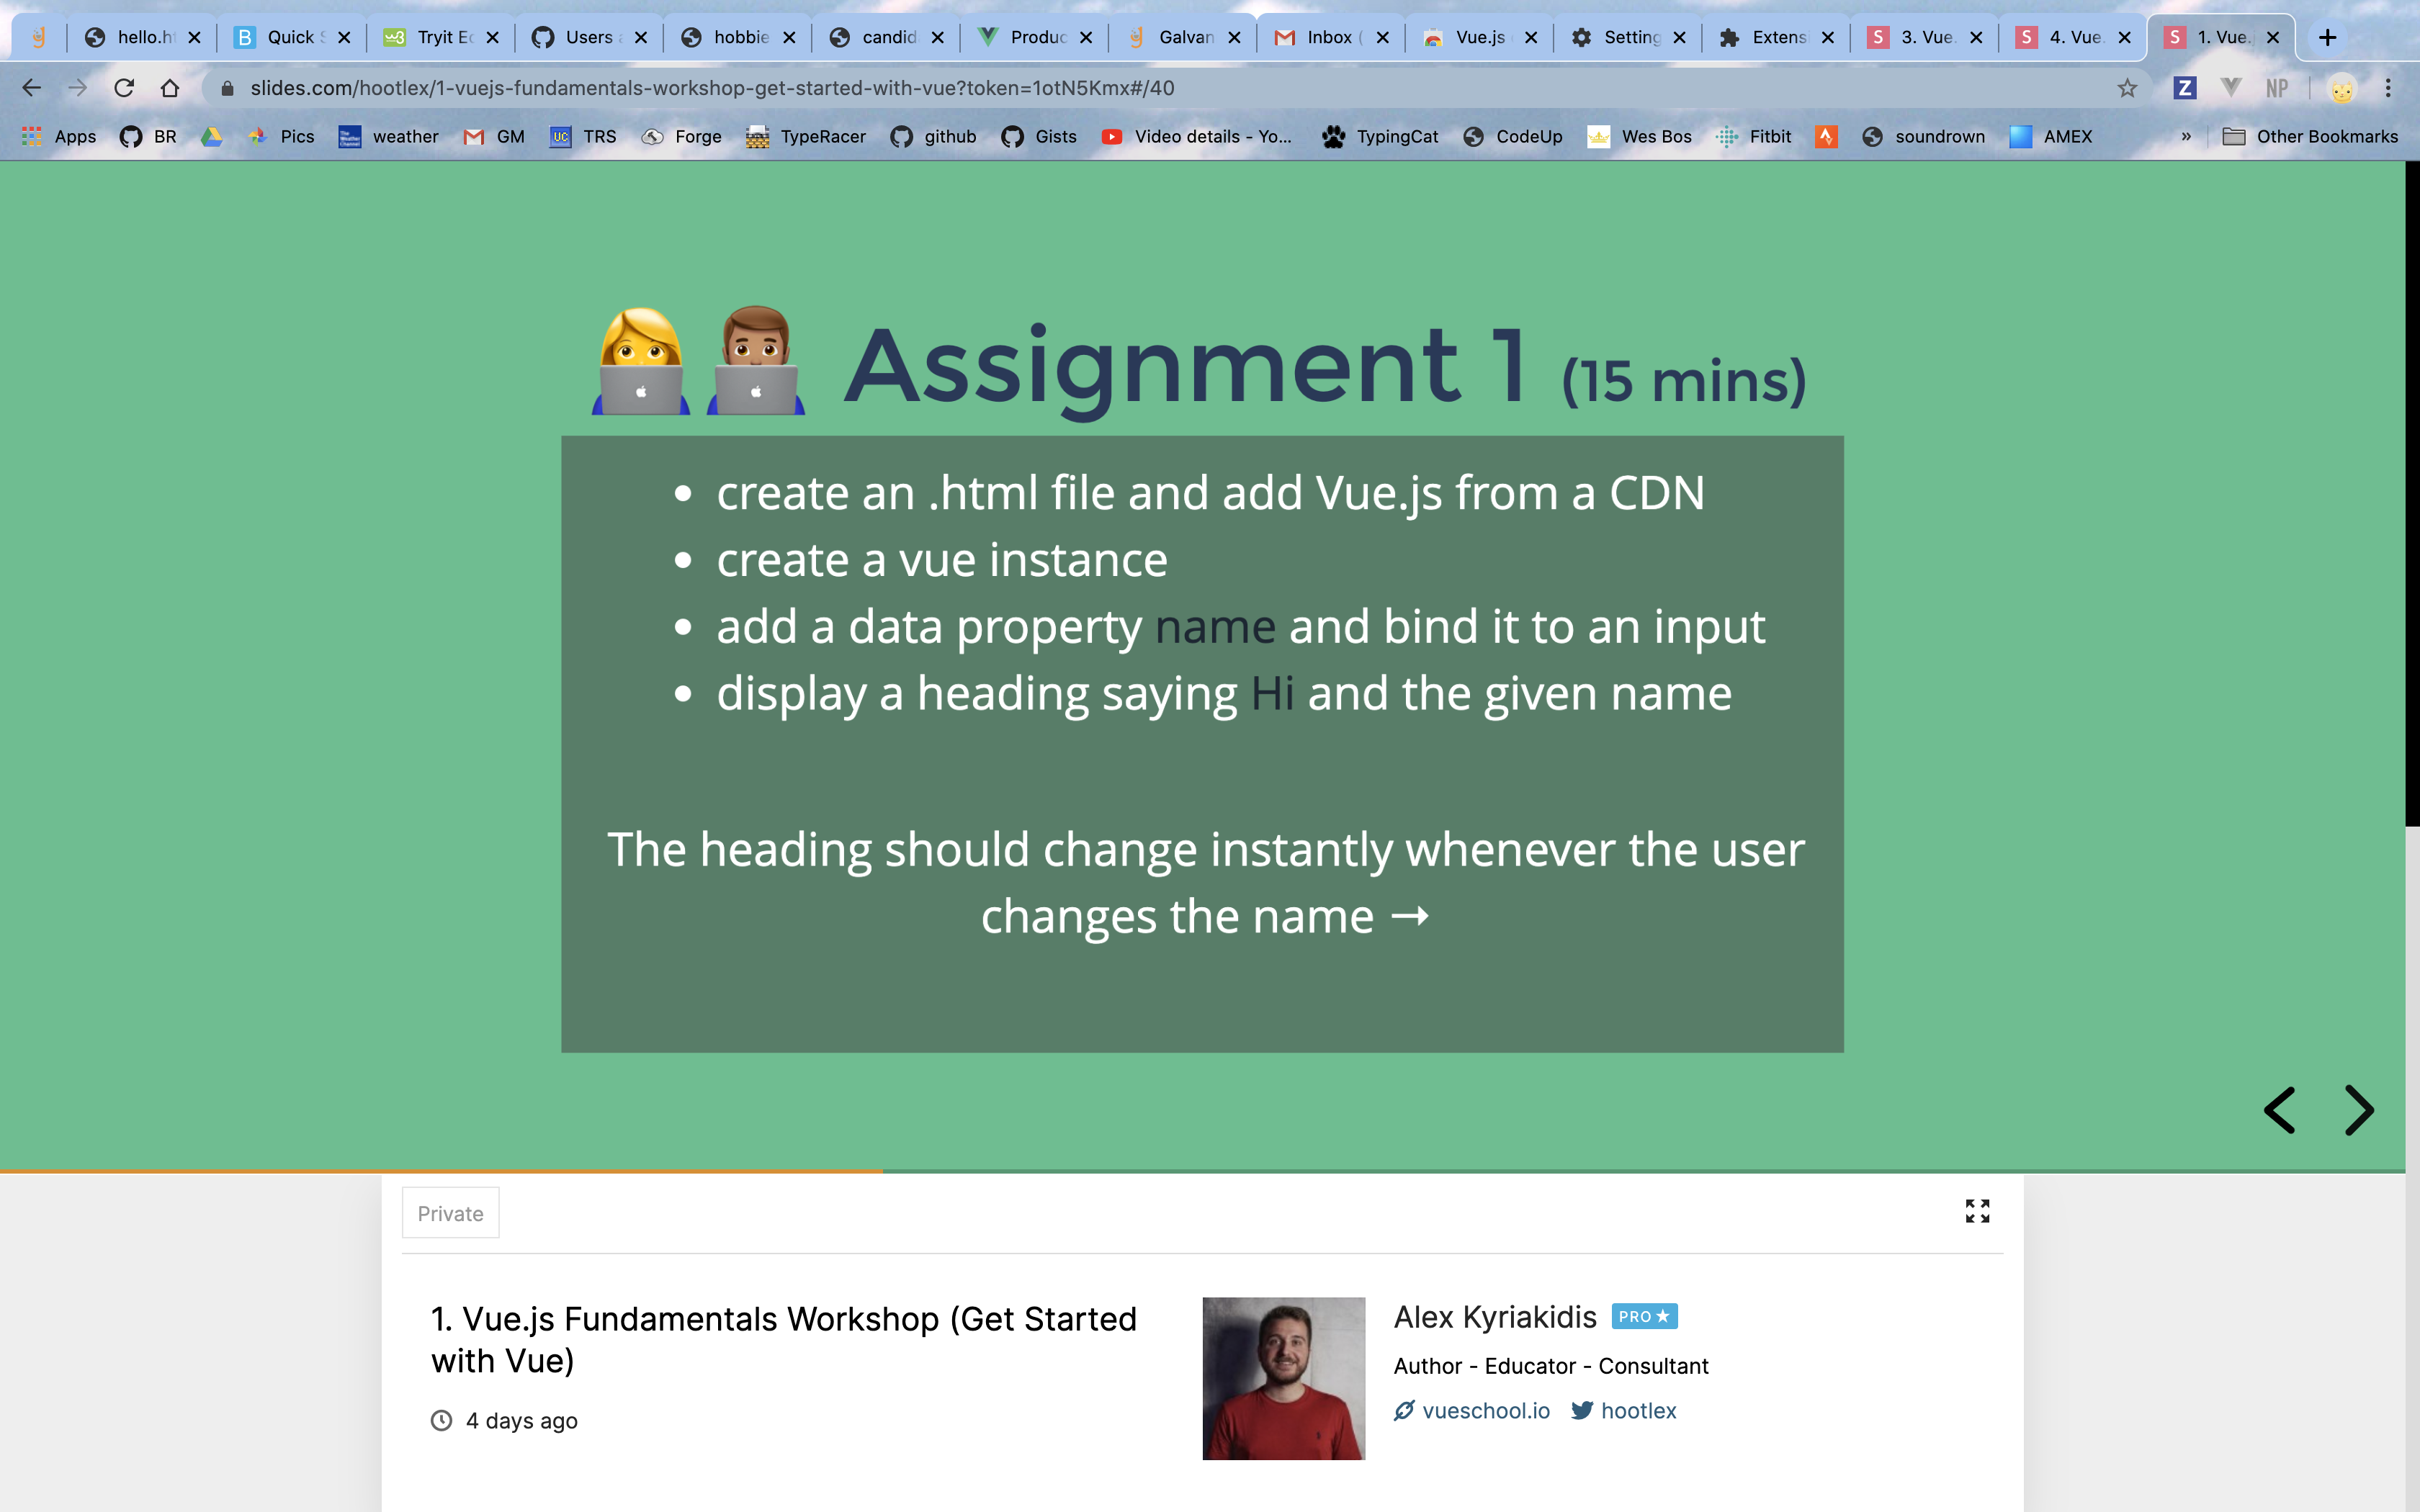 hello.h
Quick S
Tryit E
Users
hobbie
candid
Produc
Galvan
Inbox (
Vue.js
Setting
Extens
3. Vue.
4. Vue.
1. Vue.
slides.com/hootlex/1-vuejs-fundamentals-workshop-get-started-with-vue?token=1otN5Kmx#/40
Apps BR Pics weather GM TRS Forge TypeRacer github Gists Video details - Yo... TypingCat CodeUp Wes Bos Fitbit soundrown AMEX » Other Bookmarks
Assignment 1 (15 mins)
• create an .html file and add Vue.js from a CDN
• create a vue instance
• add a data property name and bind it to an input
• display a heading saying Hi and the given name
The heading should change instantly whenever the user
changes the name →
Private
1. Vue.js Fundamentals Workshop (Get Started
with Vue)
4 days ago
Alex Kyriakidis PRO ★
Author - Educator - Consultant
vueschool.io hootlex